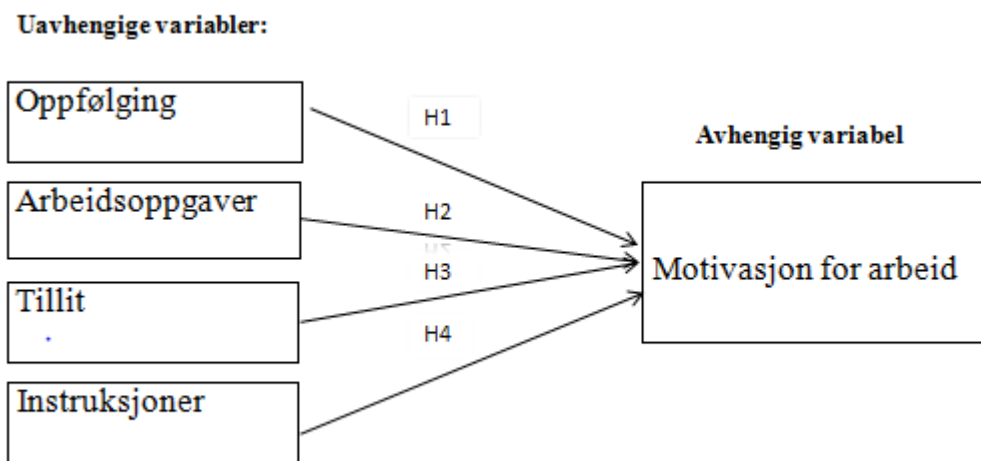 Uavhengige variabler:
Oppfølging
H1
Avhengig variabel
Arbeidsoppgaver
H2
H3
Motivasjon for arbeid
Tillit
H4
Instruksjoner